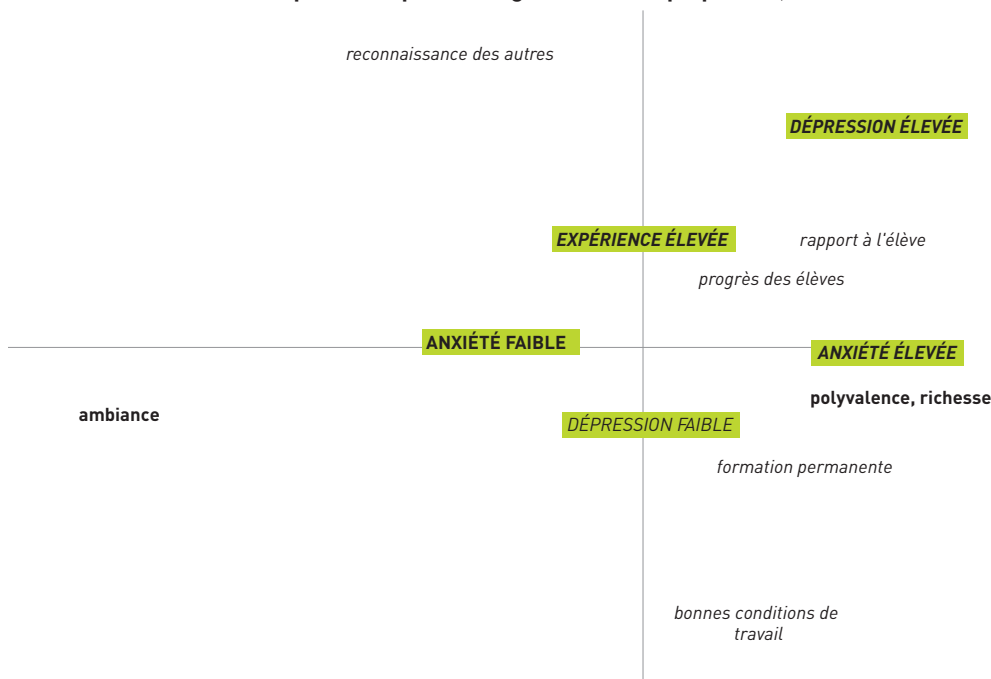 reconnaissance des autres
DÉPRESSION ÉLEVÉE
EXPÉRIENCE ÉLEVÉE
rapport à l'élève
progrès des élèves
ANXIÉTÉ FAIBLE
ANXIÉTÉ ÉLEVÉE
polyvalence, richesse
ambiance
DÉPRESSION FAIBLE
formation permanente
bonnes conditions de
travail